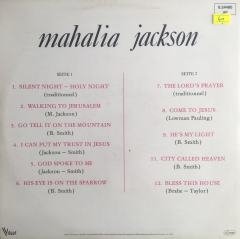 mahalia jackson
SEITE 1
1. SILENT NIGHT – HOLY NIGHT
(traditionnel)
2. WALKING TO JERUSALEM
(M. Jackson)
3. GO TELL IT ON THE MOUNTAIN
(B. Smith)
4. I CAN PUT MY TRUST IN JESUS
(Jackson – Smith)
5. GOD SPOKE TO ME
(Jackson – Smith)
6. HIS EYE IS ON THE SPARROW
(B. Smith)
SEITE 2
7. THE LORD'S PRAYER
(traditionnel)
8. COME TO JESUS
(Lowman Pauling)
9. HE'S MY LIGHT
(B. Smith)
11. CITY CALLED HEAVEN
(B. Smith)
12. BLESS THIS HOUSE
(Brahe – Taylor)